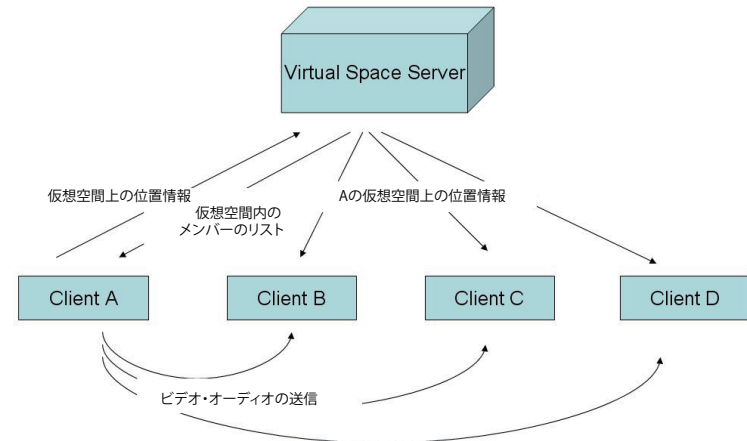 Virtual Space Server
仮想空間上の位置情報
仮想空間内の
メンバーのリスト
Aの仮想空間上の位置情報
Client A
Client B
Client C
Client D
ビデオ・オーディオの送信